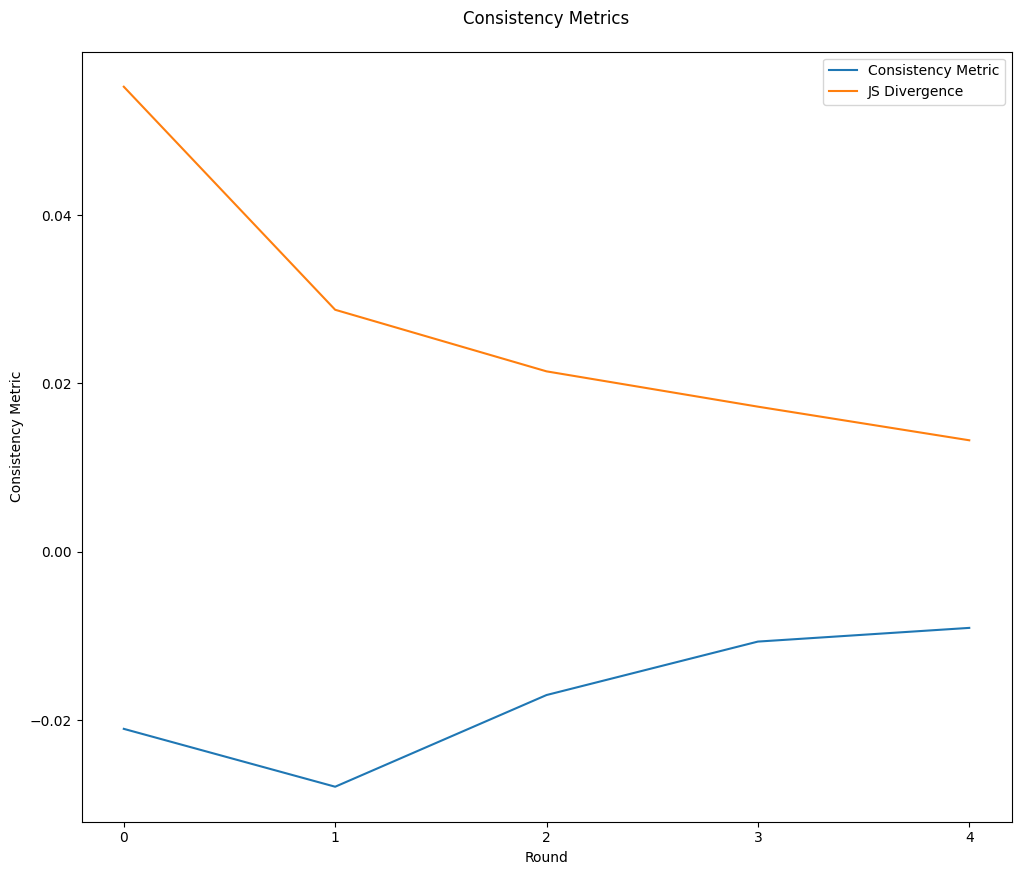 Consistency Metrics
Consistency Metric
JS Divergence
0.04
0.02
0.00
−0.02
Consistency Metric
0 1 2 3 4
Round